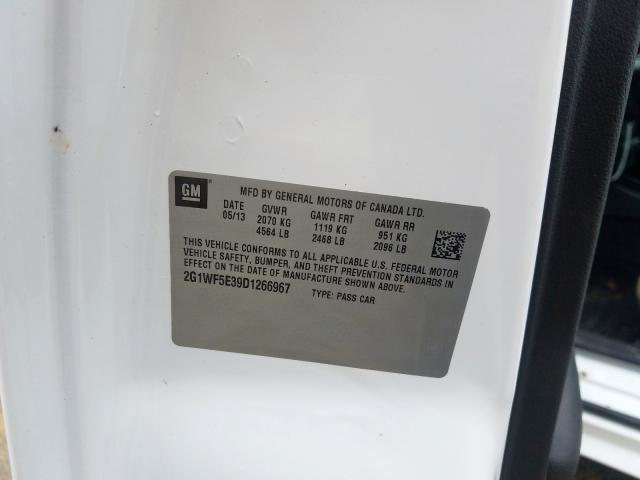 GM
MFD BY GENERAL MOTORS OF CANADA LTD.
DATE GVWR GAWR FRT GAWR RR
05/13 2070 KG 1119 KG 951 KG
4564 LB 2468 LB 2096 LB
THIS VEHICLE CONFORMS TO ALL APPLICABLE U.S. FEDERAL MOTOR
VEHICLE SAFETY, BUMPER, AND THEFT PREVENTION STANDARDS IN
EFFECT ON THE DATE OF MANUFACTURE SHOWN ABOVE.
2G1WF5E39D1266967 TYPE: PASS CAR